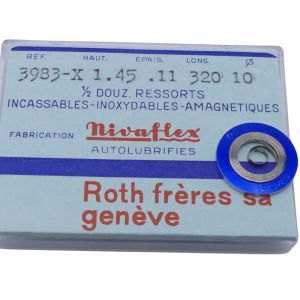 REF. HAUT. EPAIS. LONG. Ø
3983-X 1.45 .11 320 10
½ DOUZ. RESSORTS
INCASSABLES-INOXYDABLES-AMAGNETIQUES
FABRICATION Nivaflex
AUTOLUBRIFIES
Roth frères sa
genève